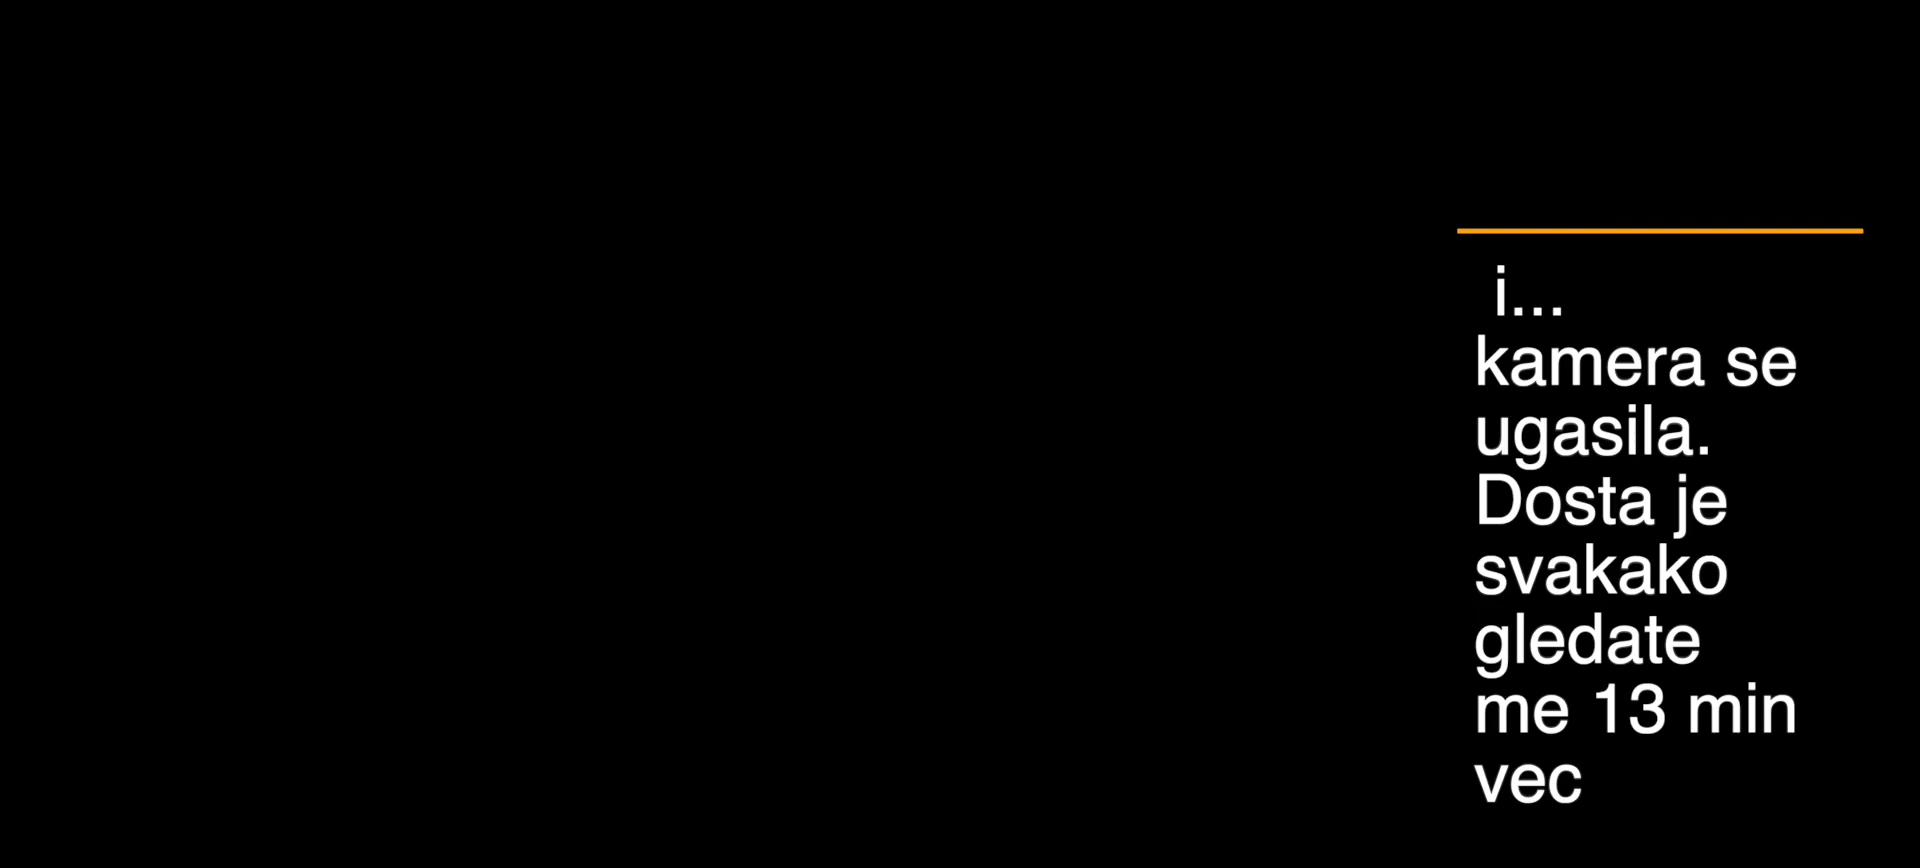 i...
kamera se
ugasila.
Dosta je
svakako
gledate
me 13 min
vec